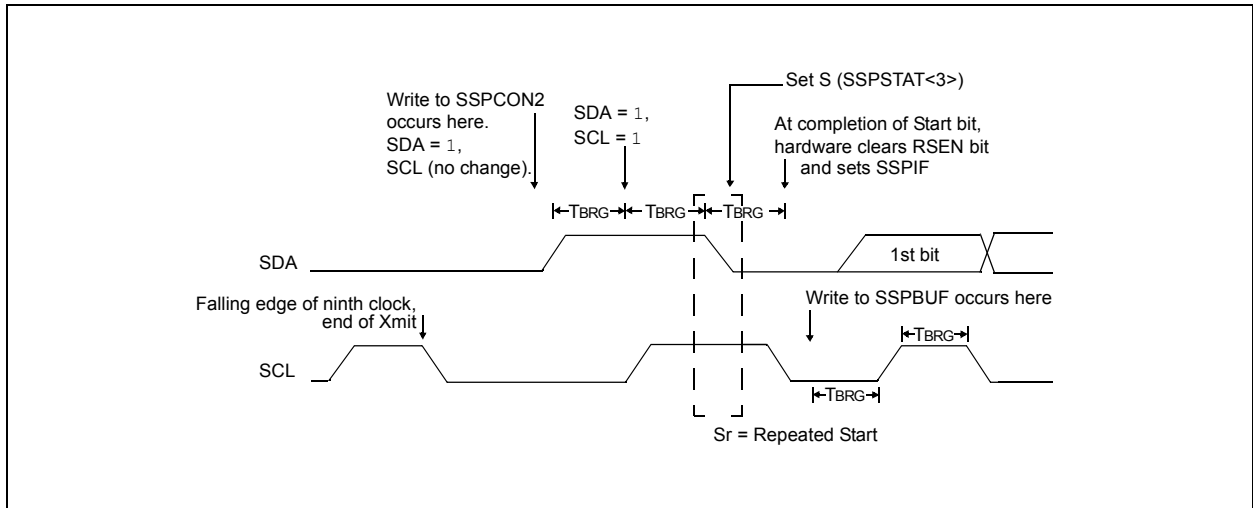 Set S (SSPSTAT<3>)
Write to SSPCON2
occurs here.
SDA = 1,
SCL (no change).
SDA = 1,
SCL = 1
At completion of Start bit,
hardware clears RSEN bit
and sets SSPIF
TBRG
TBRG
TBRG
SDA
1st bit
Falling edge of ninth clock,
end of Xmit
Write to SSPBUF occurs here
TBRG
SCL
TBRG
Sr = Repeated Start